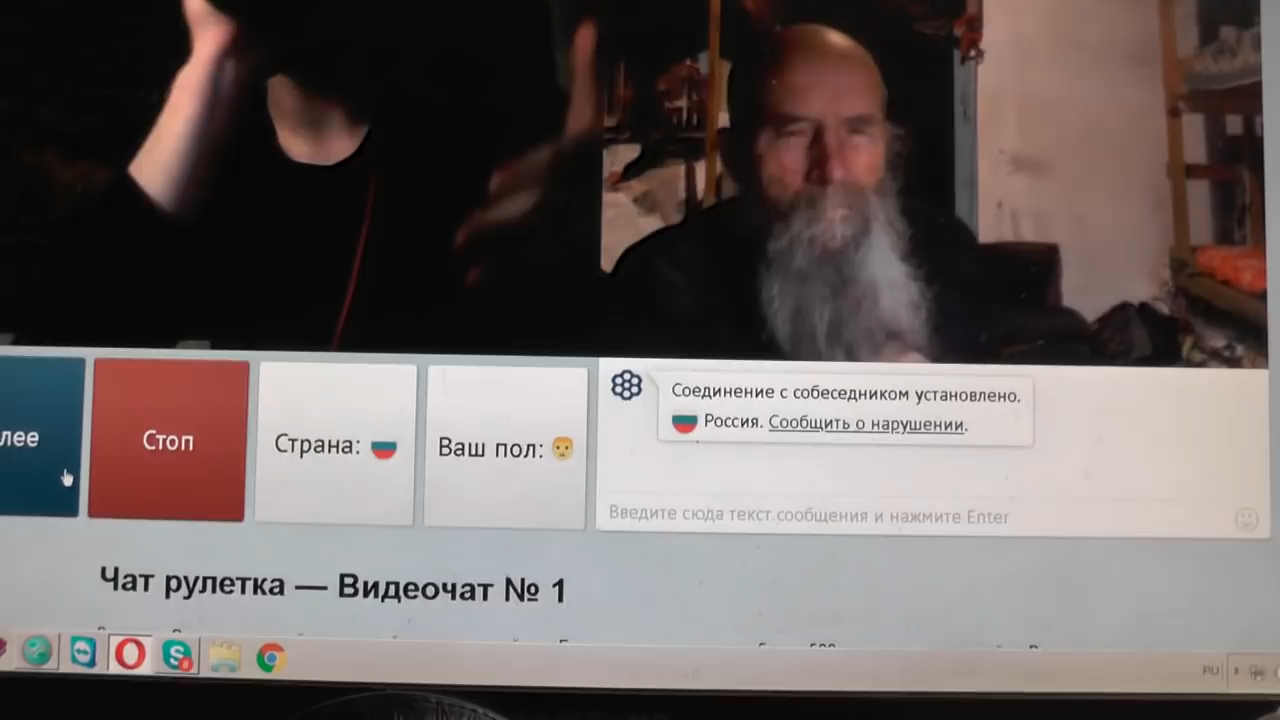 Соединение с собеседником установлено.
Россия. Сообщить о нарушении.
лее
Стоп
Страна:
Ваш пол:
Введите сюда текст сообщения и нажмите Enter
Чат рулетка — Видеочат № 1
RU